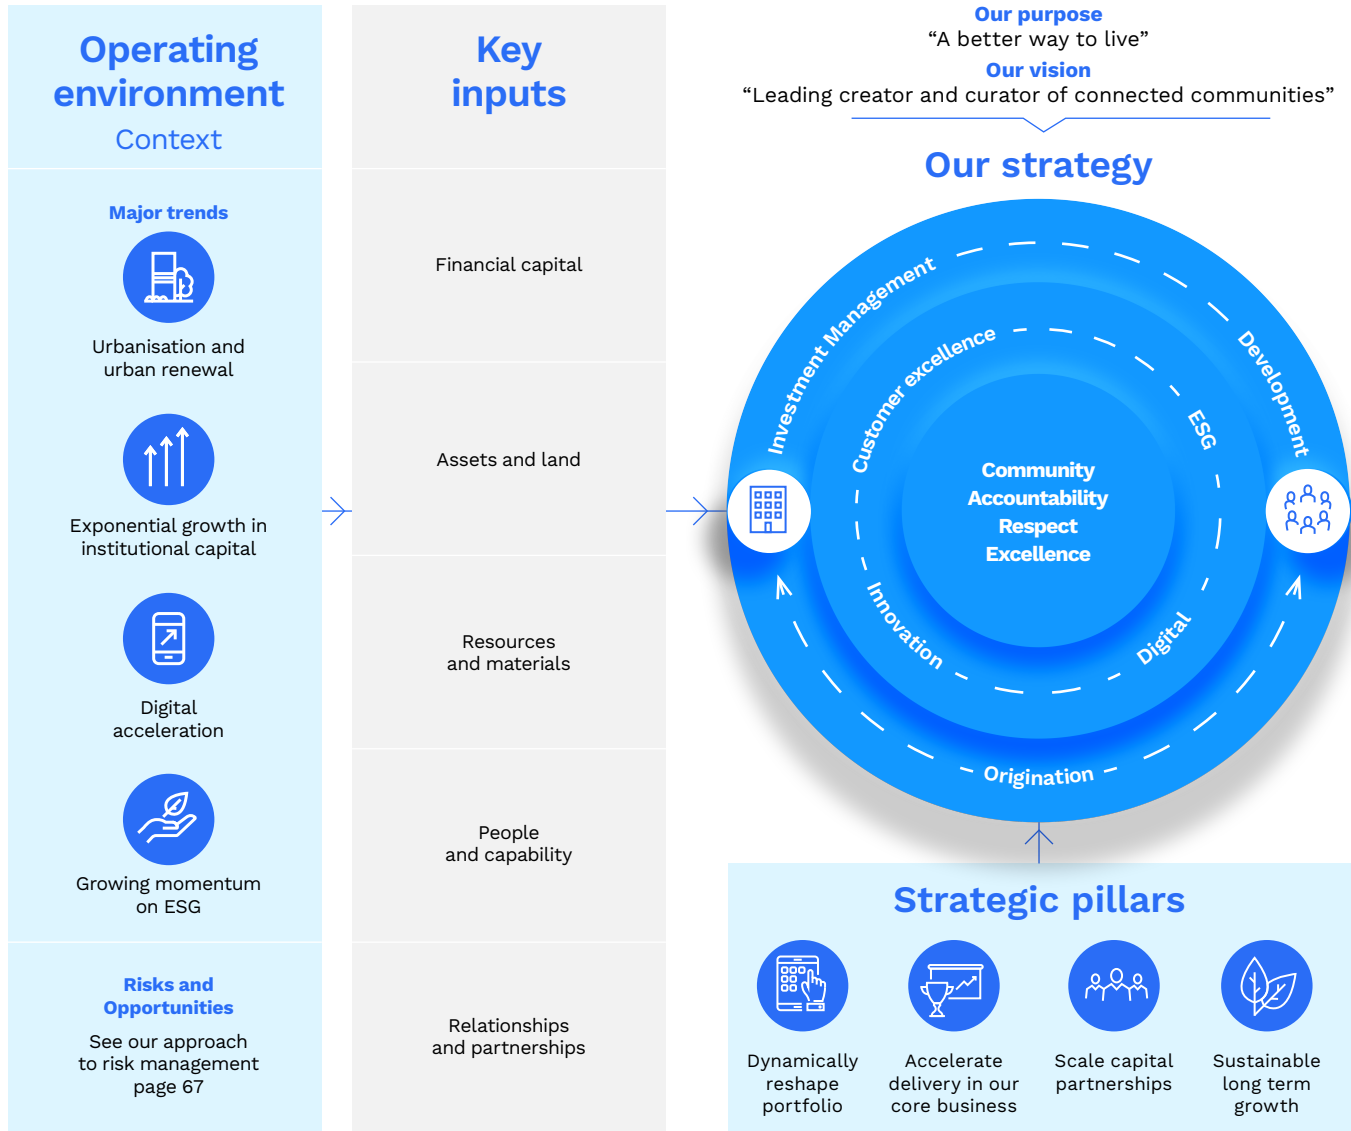 Operating
environment
Context
Major trends
Urbanisation and
urban renewal
Exponential growth in
institutional capital
Digital
acceleration
Growing momentum
on ESG
Risks and
Opportunities
See our approach
to risk management
page 67
Key
inputs
Financial capital
Assets and land
Resources
and materials
People
and capability
Relationships
and partnerships
Our purpose
“A better way to live”
Our vision
“Leading creator and curator of connected communities”
Our strategy
Investment Management
Development
Origination
Customer excellence
ESG
Digital
Innovation
Community
Accountability
Respect
Excellence
Strategic pillars
Dynamically
reshape
portfolio
Accelerate
delivery in our
core business
Scale capital
partnerships
Sustainable
long term
growth